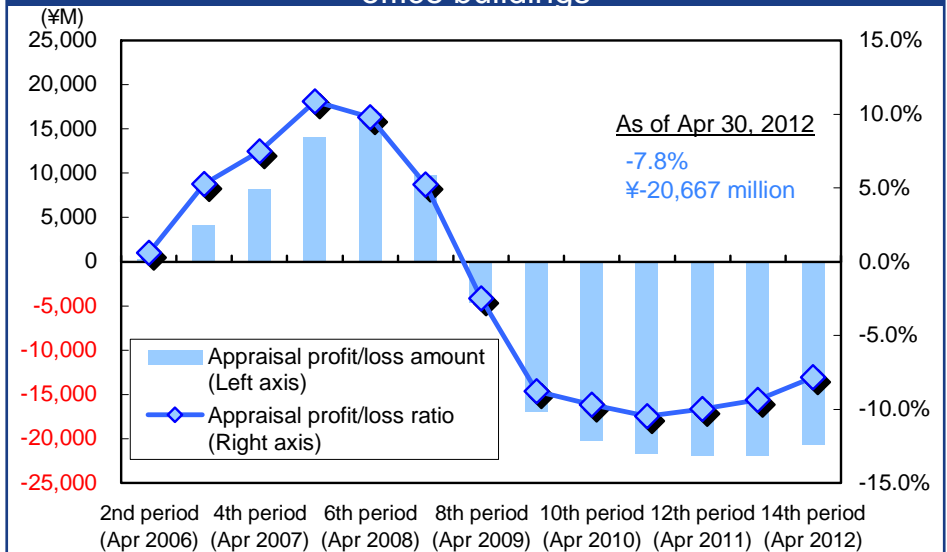 office buildings
(¥M)
25,000
20,000
15,000
10,000
5,000
0
-5,000
-10,000
-15,000
-20,000
-25,000
15.0%
10.0%
5.0%
0.0%
-5.0%
-10.0%
-15.0%
As of Apr 30, 2012
-7.8%
¥-20,667 million
Appraisal profit/loss amount
(Left axis)
Appraisal profit/loss ratio
(Right axis)
2nd period 4th period 6th period 8th period 10th period 12th period 14th period
(Apr 2006) (Apr 2007) (Apr 2008) (Apr 2009) (Apr 2010) (Apr 2011) (Apr 2012)